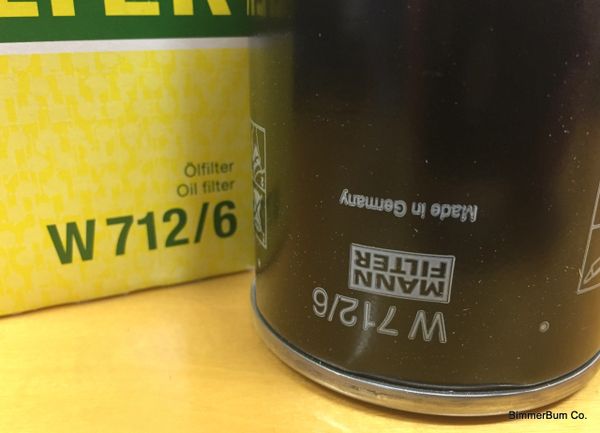 Ölfilter
Oil filter
W 712/6
Made in Germany
MANN
FILTER
W 712/6
BimmerBum Co.